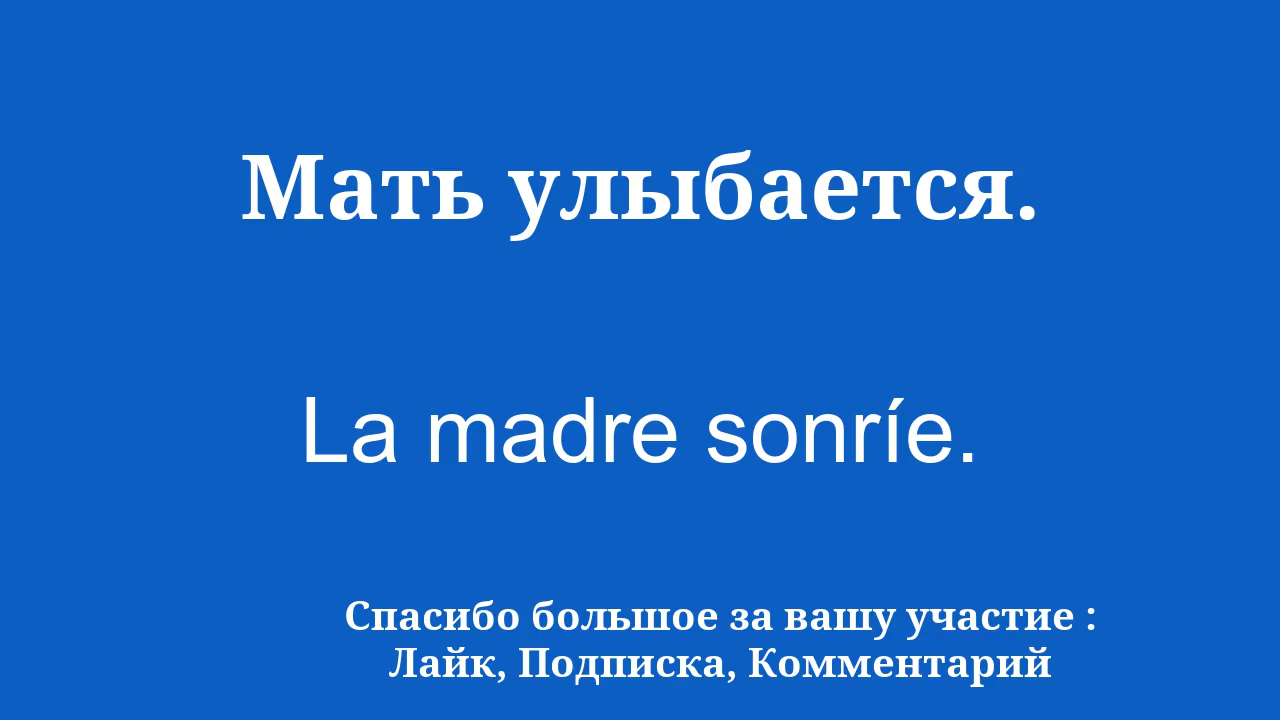 Мать улыбается.
La madre sonríe.
Спасибо большое за вашу участие :
Лайк, Подписка, Комментарий